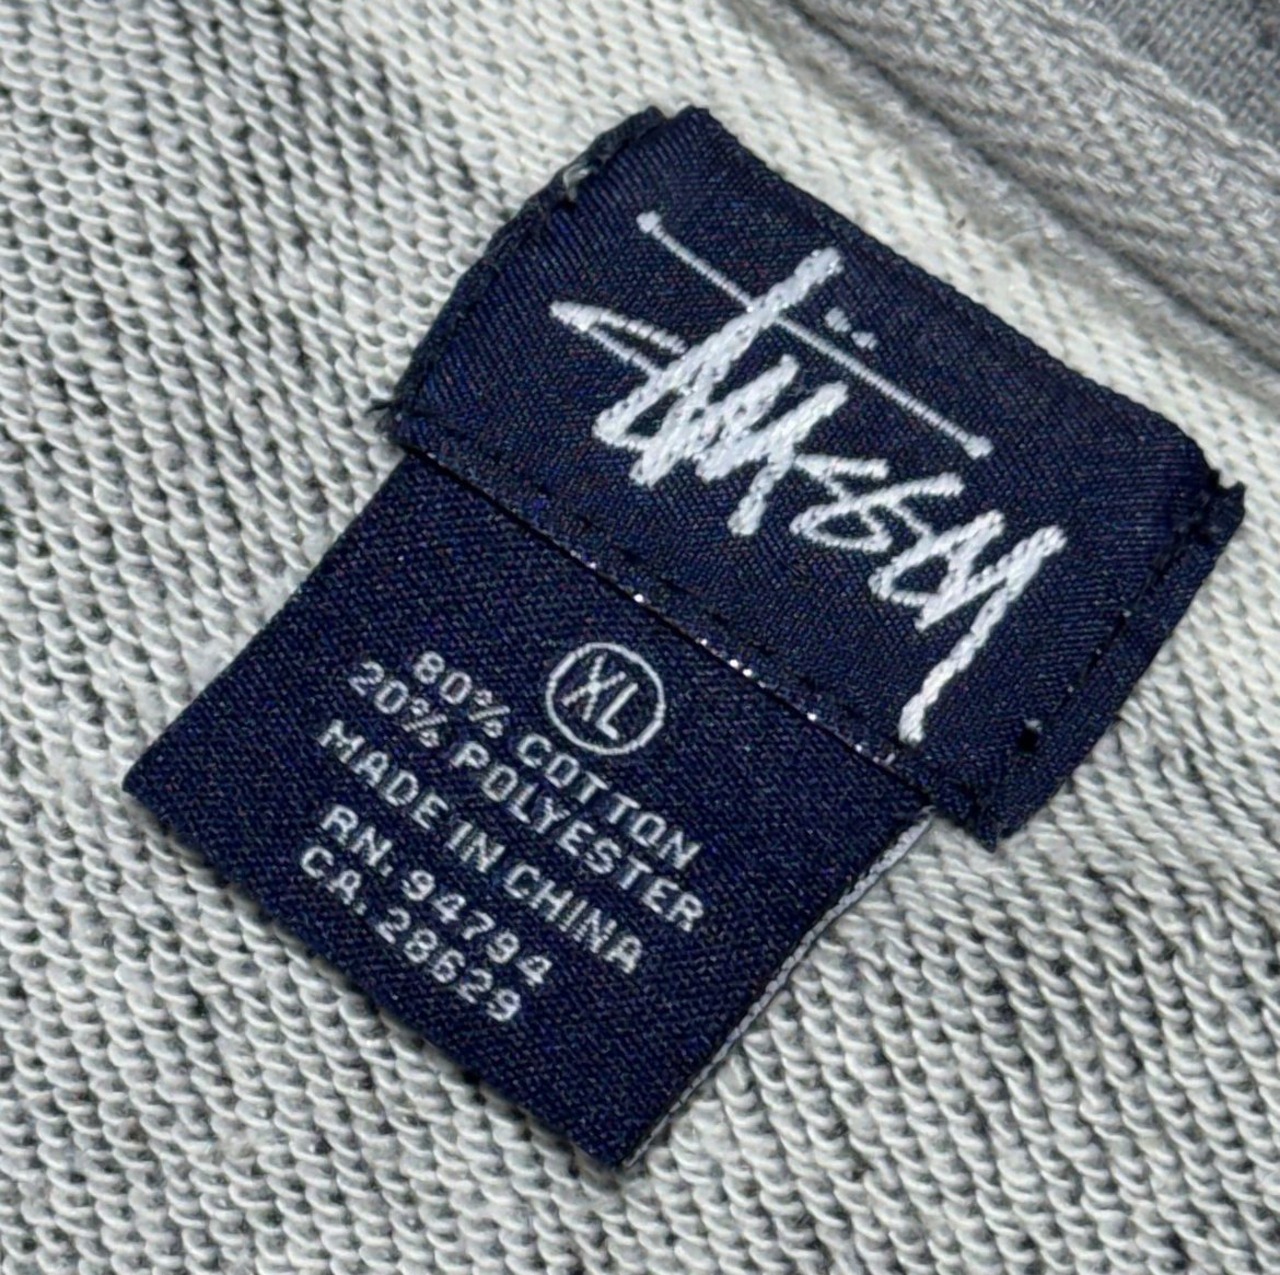 Stüssy
XL
80% COTTON
20% POLYESTER
MADE IN CHINA
RN. 94794
CA. 28629